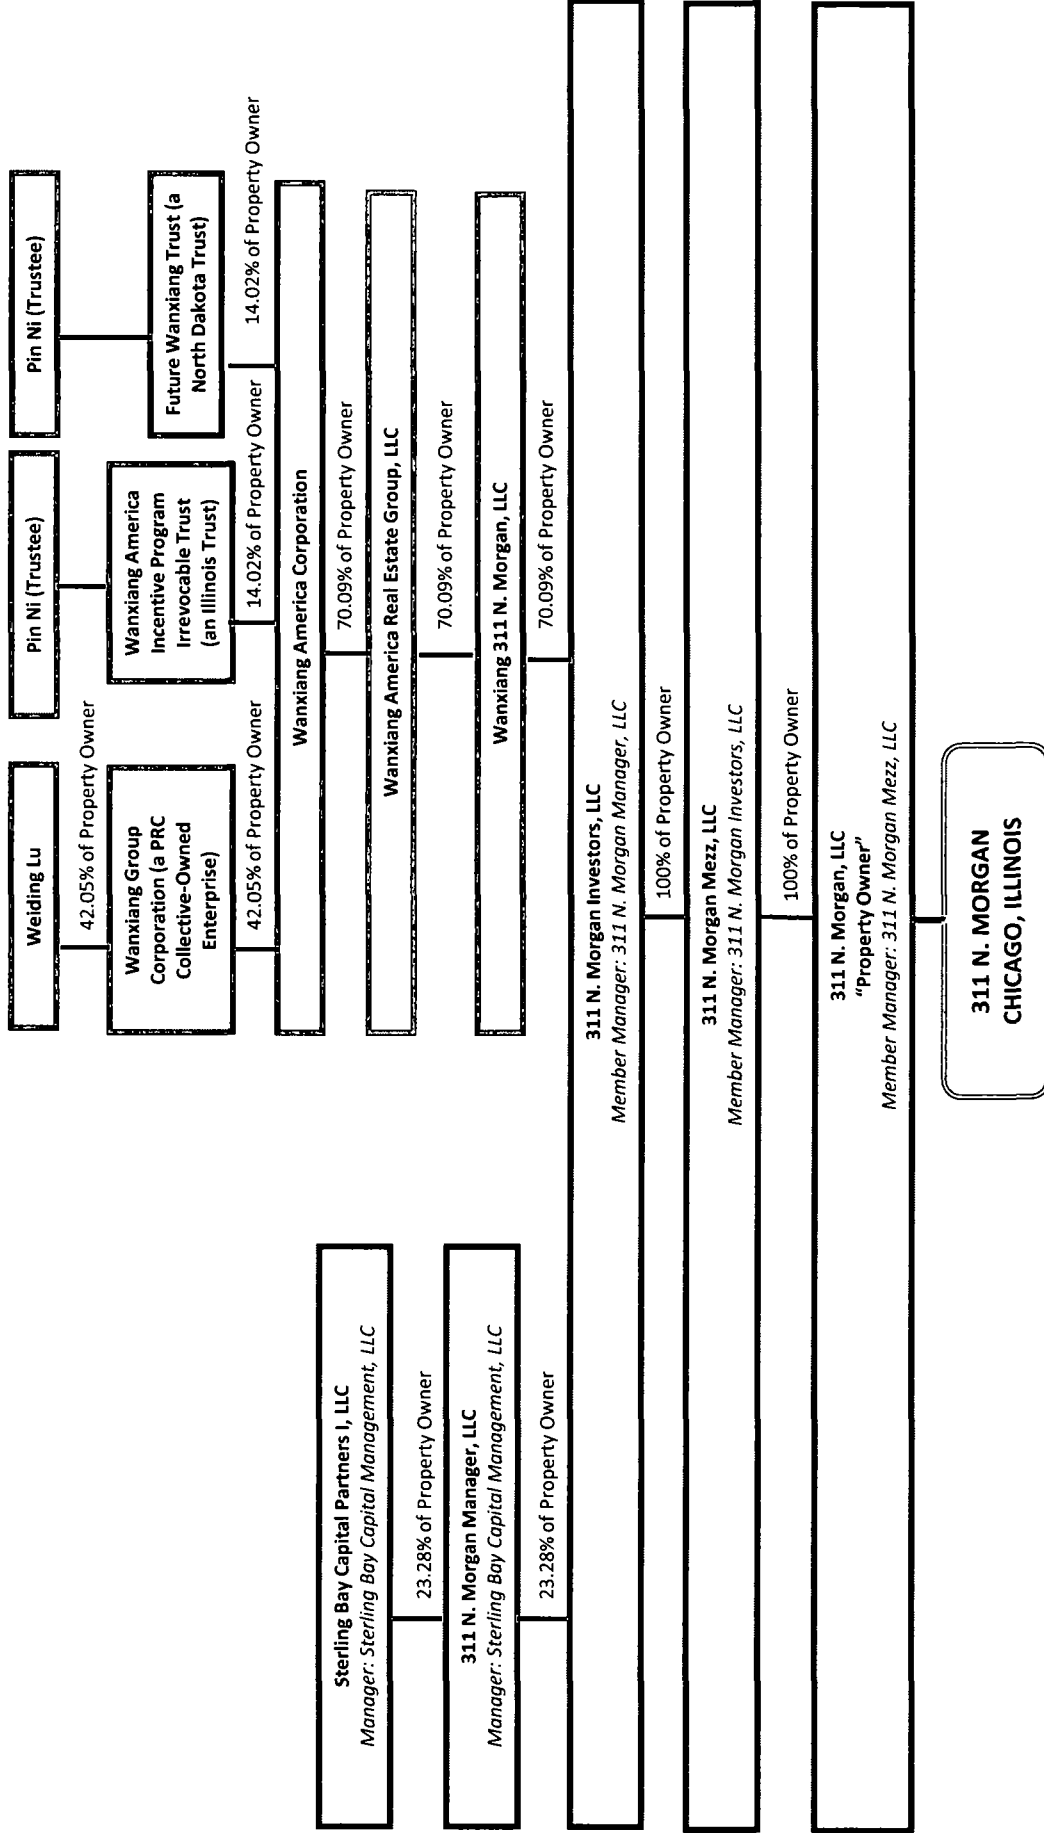 Weiding Lu
Pin Ni (Trustee)
Pin Ni (Trustee)
42.05% of Property Owner
Wanxiang Group
Corporation (a PRC
Collective-Owned
Enterprise)
Wanxiang America
Incentive Program
Irrevocable Trust
(an Illinois Trust)
Future Wanxiang Trust (a
North Dakota Trust)
42.05% of Property Owner
14.02% of Property Owner
14.02% of Property Owner
Wanxiang America Corporation
70.09% of Property Owner
Wanxiang America Real Estate Group, LLC
70.09% of Property Owner
Wanxiang 311 N. Morgan, LLC
70.09% of Property Owner
Sterling Bay Capital Partners I, LLC
Manager: Sterling Bay Capital Management, LLC
23.28% of Property Owner
311 N. Morgan Manager, LLC
Manager: Sterling Bay Capital Management, LLC
23.28% of Property Owner
311 N. Morgan Investors, LLC
Member Manager: 311 N. Morgan Manager, LLC
100% of Property Owner
311 N. Morgan Mezz, LLC
Member Manager: 311 N. Morgan Investors, LLC
100% of Property Owner
311 N. Morgan, LLC
"Property Owner"
Member Manager: 311 N. Morgan Mezz, LLC
311 N. MORGAN
CHICAGO, ILLINOIS